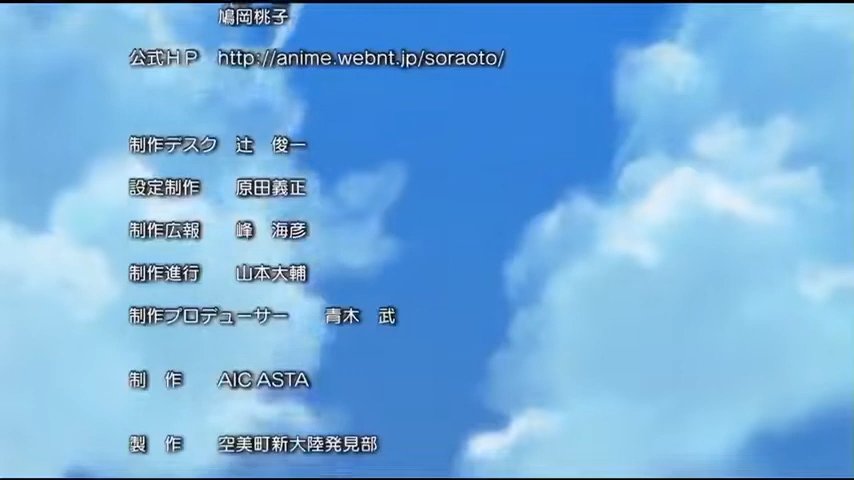 鳰岡桃子
公式ＨＰ　http://anime.webnt.jp/soraoto/
制作デスク　辻　俊一
設定制作　　原田義正
制作広報　　峰　海彦
制作進行　　山本大輔
制作プロデューサー　　青木　武
制　作　　AIC ASTA
製　作　　空美町新大陸発見部